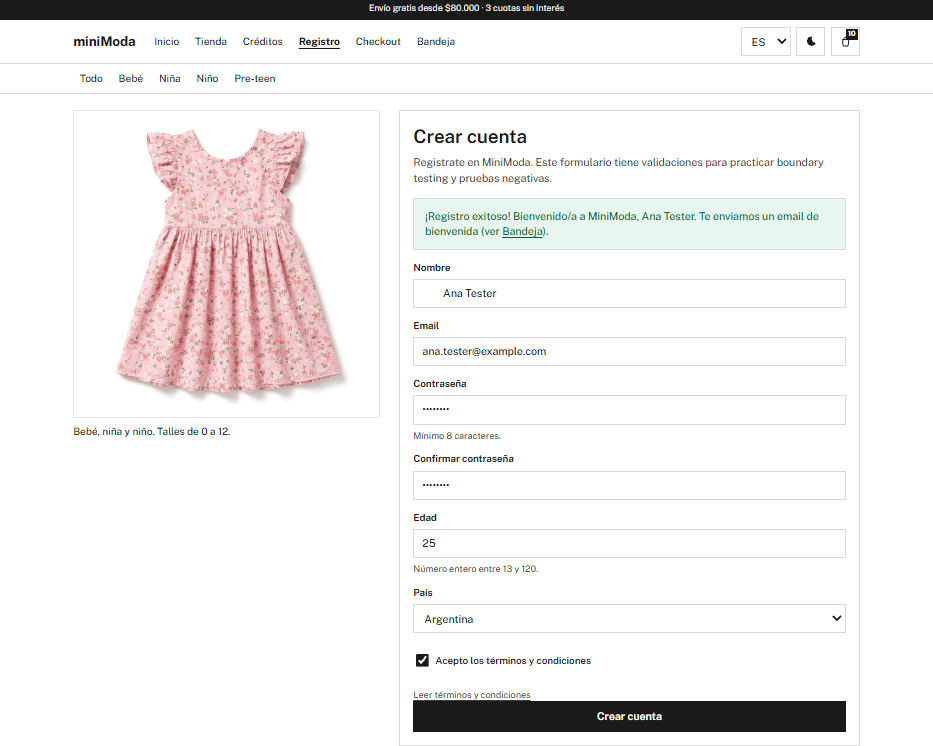 Envío gratis desde $80.000 · 3 cuotas sin interés
miniModa Inicio Tienda Créditos Registro Checkout Bandeja ES 10
Todo Bebé Niña Niño Pre-teen
Bebé, niña y niño. Talles de 0 a 12.
Crear cuenta
Registrate en MiniModa. Este formulario tiene validaciones para practicar boundary
testing y pruebas negativas.
¡Registro exitoso! Bienvenido/a a MiniModa, Ana Tester. Te enviamos un email de
bienvenida (ver Bandeja).
Nombre
Ana Tester
Email
ana.tester@example.com
Contraseña
••••••••
Mínimo 8 caracteres.
Confirmar contraseña
••••••••
Edad
25
Número entero entre 13 y 120.
País
Argentina
Acepto los términos y condiciones
Leer términos y condiciones
Crear cuenta